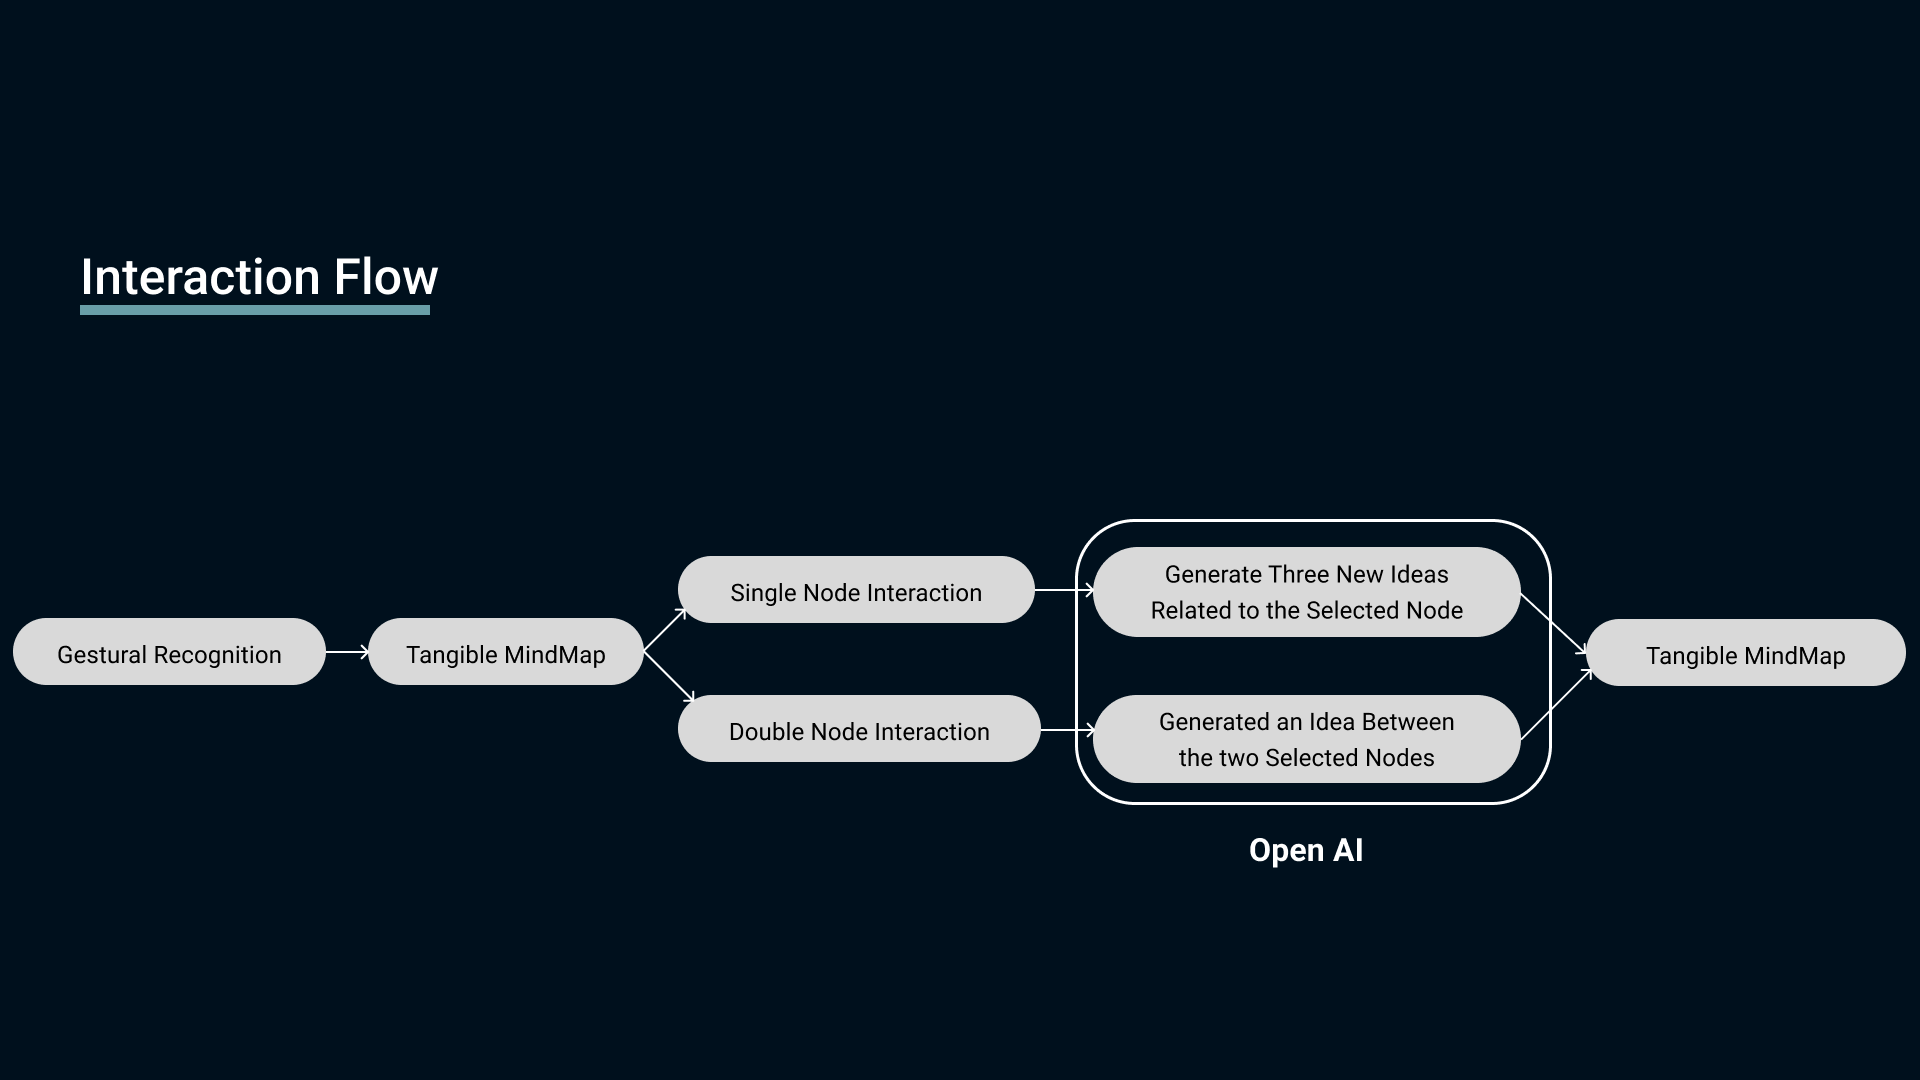 Interaction Flow
Gestural Recognition
Tangible MindMap
Single Node Interaction
Double Node Interaction
Generate Three New Ideas
Related to the Selected Node
Generated an Idea Between
the two Selected Nodes
Open AI
Tangible MindMap